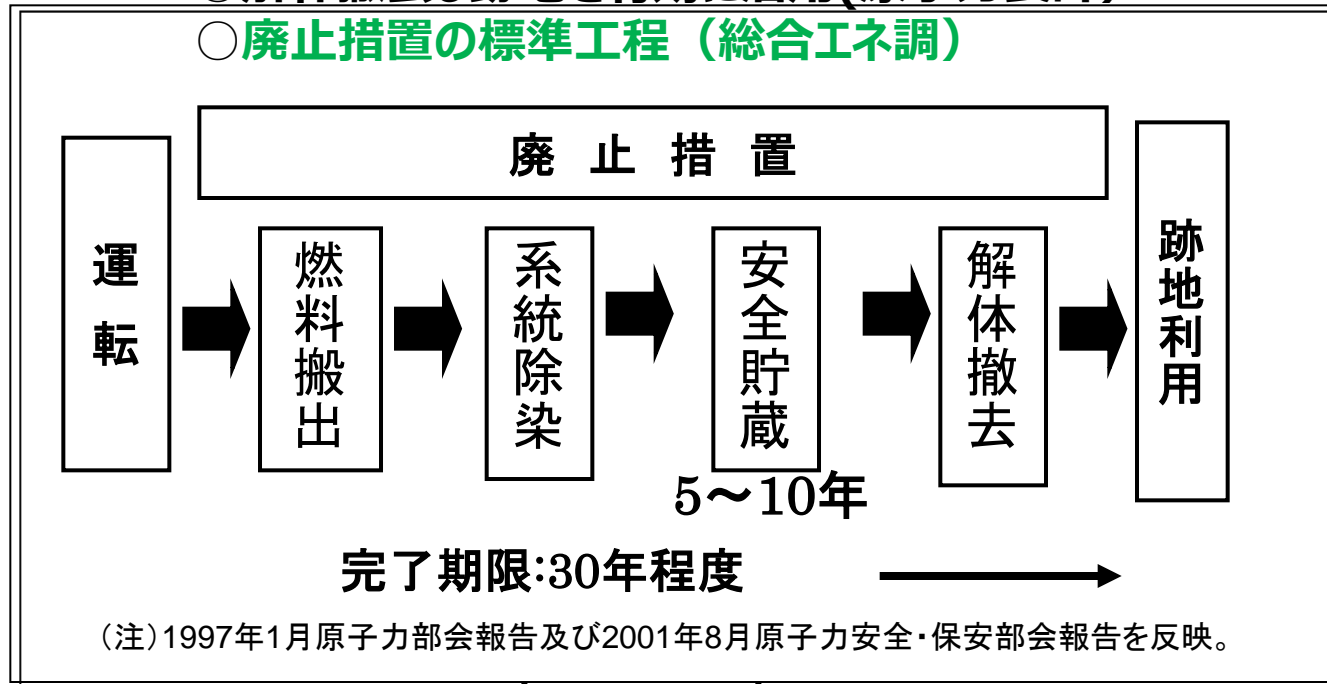 ○廃止措置の標準工程（総合エネ調）
廃止措置
運転
燃料搬出
系統除染
安全貯蔵
解体撤去
跡地利用
5～10年
完了期限:30年程度
（注）1997年1月原子力部会報告及び2001年8月原子力安全・保安部会報告を反映。